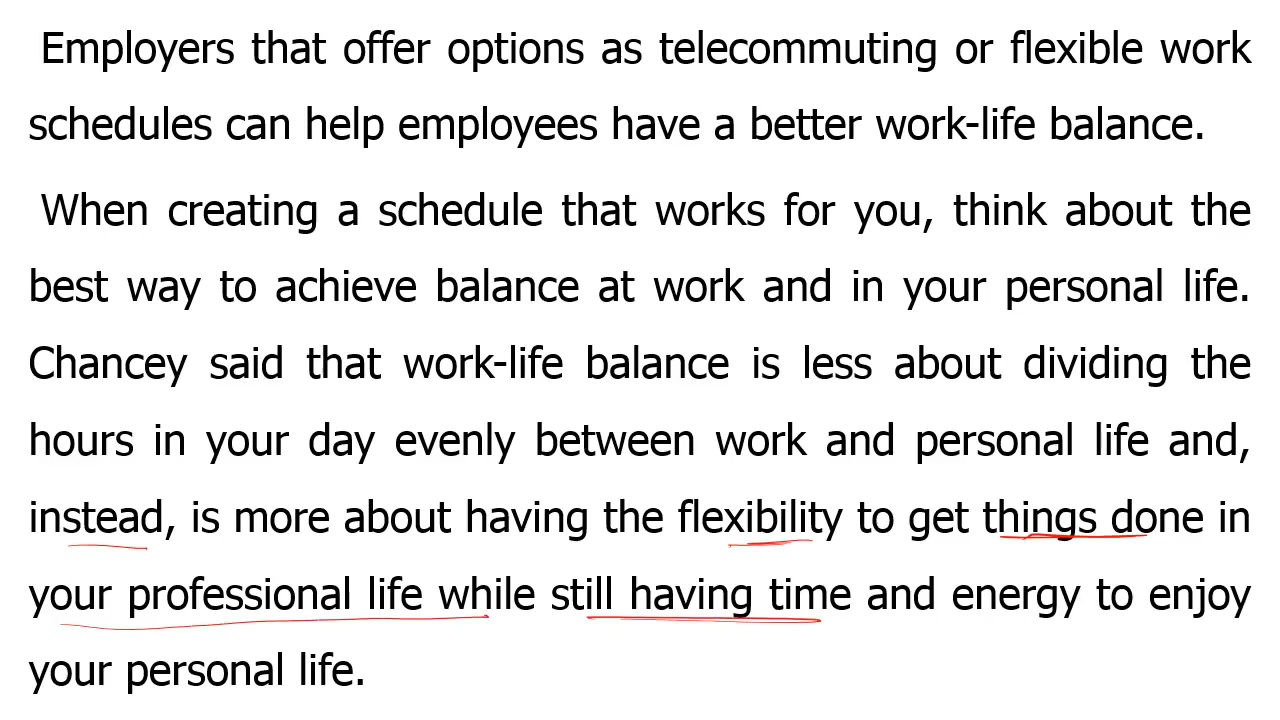 Employers that offer options as telecommuting or flexible work
schedules can help employees have a better work-life balance.
When creating a schedule that works for you, think about the
best way to achieve balance at work and in your personal life.
Chancey said that work-life balance is less about dividing the
hours in your day evenly between work and personal life and,
instead, is more about having the flexibility to get things done in
your professional life while still having time and energy to enjoy
your personal life.